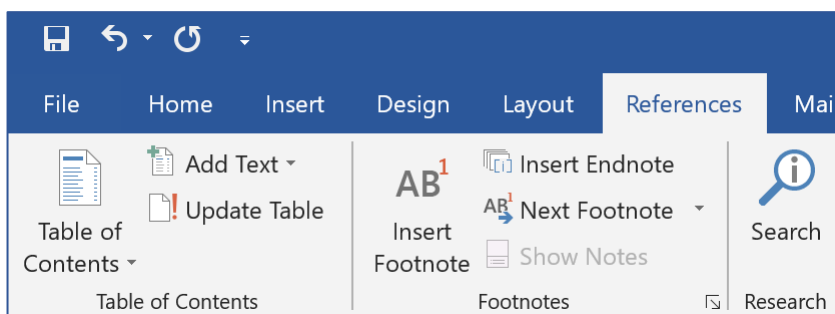 File Home Insert Design Layout References Mai
Add Text
Update Table
Table of
Contents
Table of Contents
AB1
Insert
Footnote
Insert Endnote
AB1 Next Footnote
Show Notes
Footnotes
Search
Research